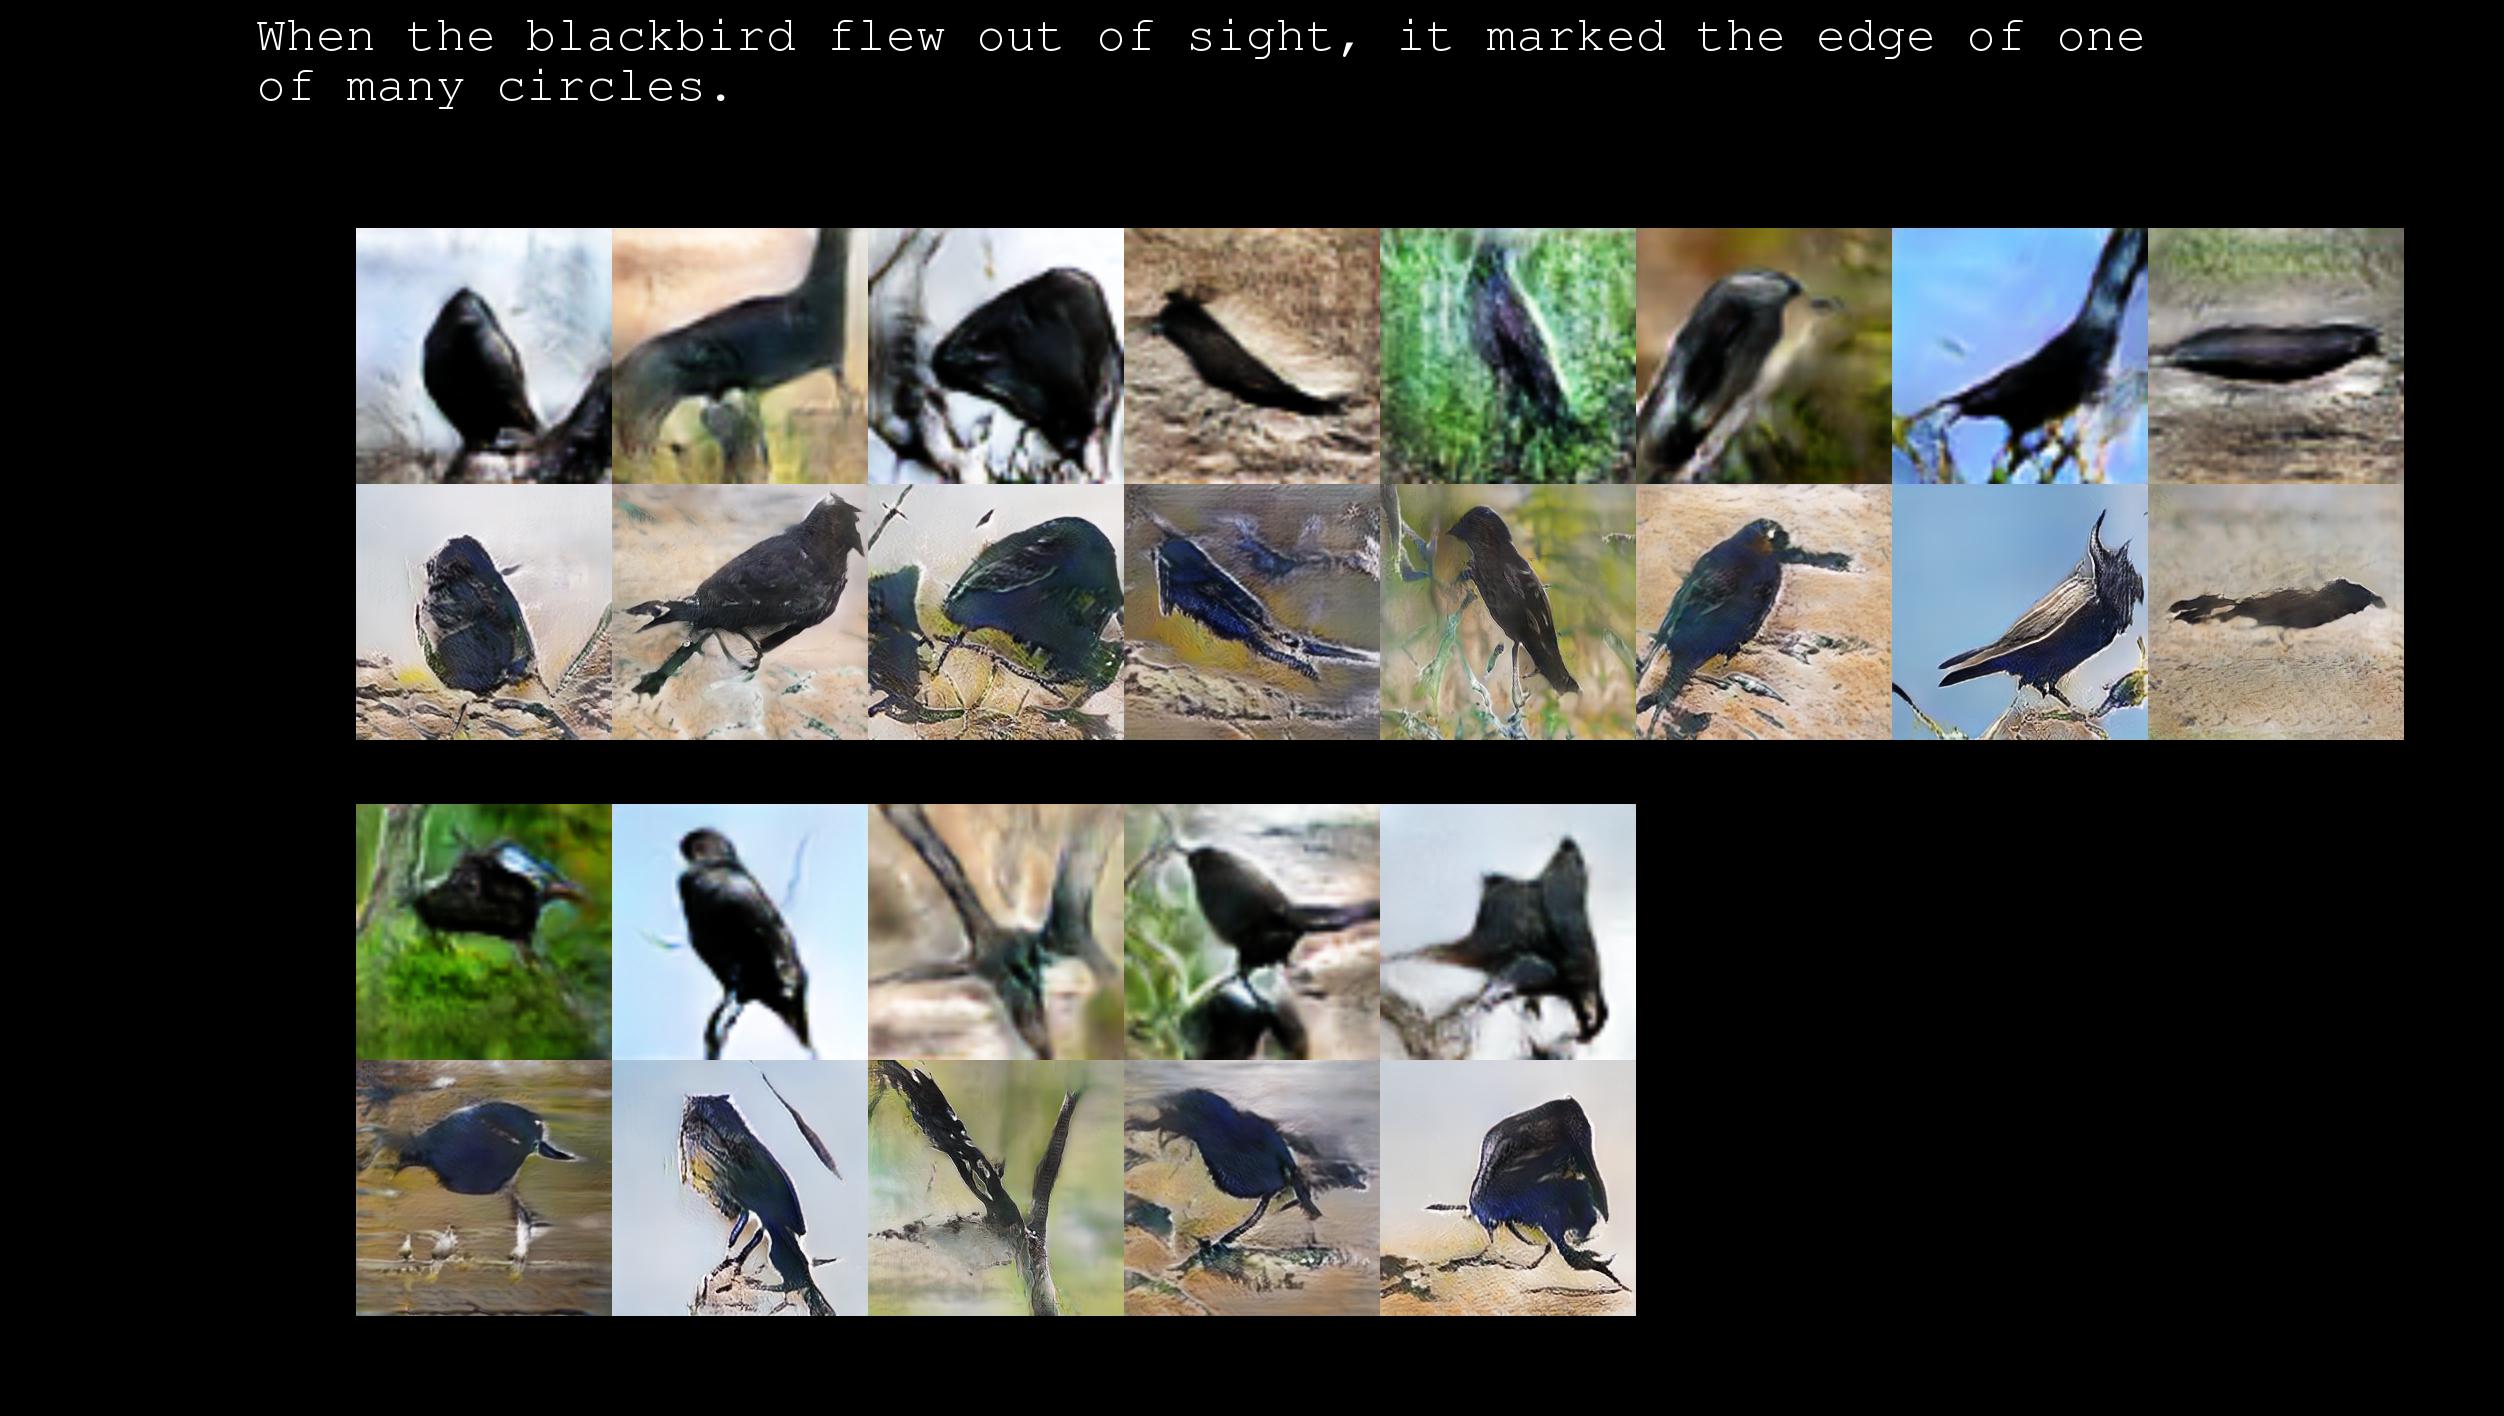 When the blackbird flew out of sight, it marked the edge of one
of many circles.